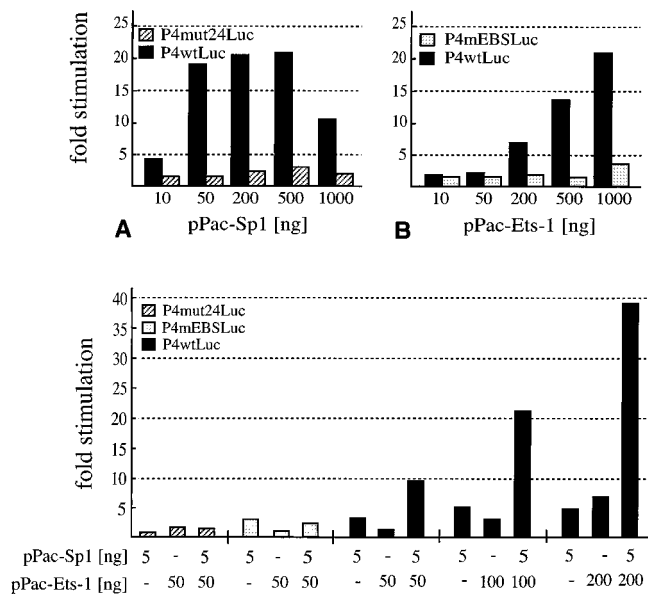 25
20
15
10
5
fold stimulation
P4mut24Luc
P4wtLuc
10 50 200 500 1000
A
pPac-Sp1 [ng]
25
20
15
10
5
P4mEBSLuc
P4wtLuc
10 50 200 500 1000
B
pPac-Ets-1 [ng]
40
35
30
25
20
15
10
5
fold stimulation
P4mut24Luc
P4mEBSLuc
P4wtLuc
pPac-Sp1 [ng] 5 - 5 5 - 5 5 - 5 5 - 5 5 - 5
pPac-Ets-1 [ng] - 50 50 - 50 50 - 50 50 - 100 100 - 200 200